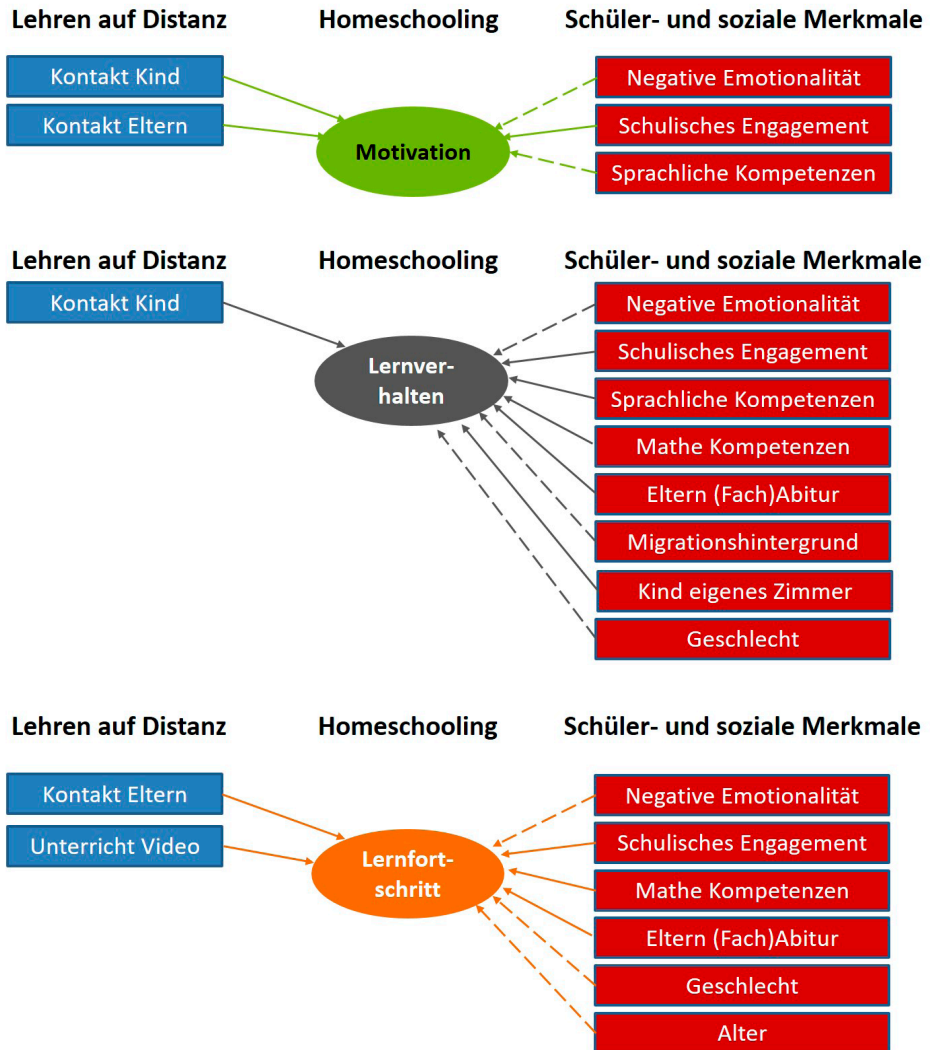 Lehren auf Distanz Homeschooling Schüler- und soziale Merkmale
Kontakt Kind
Kontakt Eltern
Motivation
Negative Emotionalität
Schulisches Engagement
Sprachliche Kompetenzen
Lehren auf Distanz Homeschooling Schüler- und soziale Merkmale
Kontakt Kind
Lernver-
halten
Negative Emotionalität
Schulisches Engagement
Sprachliche Kompetenzen
Mathe Kompetenzen
Eltern (Fach)Abitur
Migrationshintergrund
Kind eigenes Zimmer
Geschlecht
Lehren auf Distanz Homeschooling Schüler- und soziale Merkmale
Kontakt Eltern
Unterricht Video
Lernfort-
schritt
Negative Emotionalität
Schulisches Engagement
Mathe Kompetenzen
Eltern (Fach)Abitur
Geschlecht
Alter